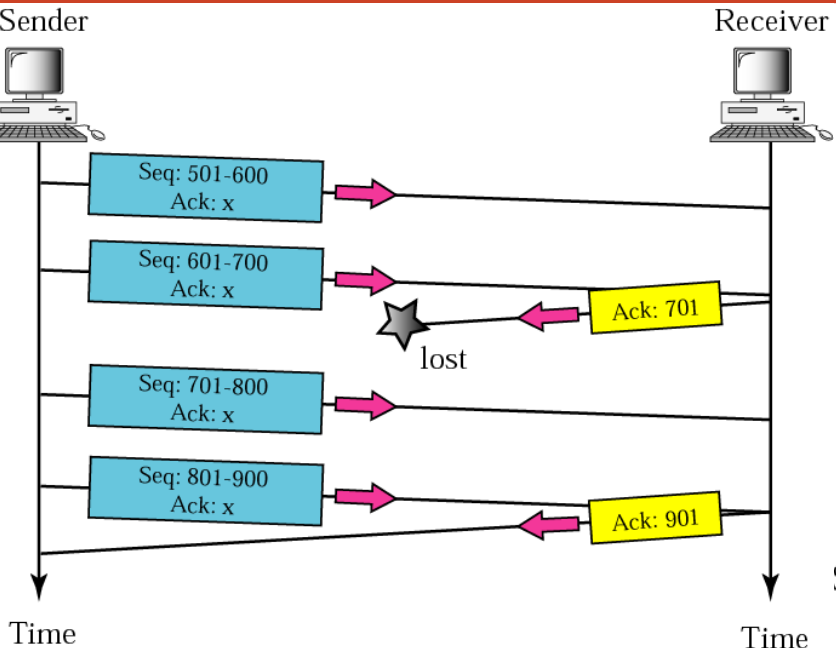 Sender
Receiver
Seq: 501-600
Ack: x
Seq: 601-700
Ack: x
Ack: 701
lost
Seq: 701-800
Ack: x
Seq: 801-900
Ack: x
Ack: 901
Time
Time